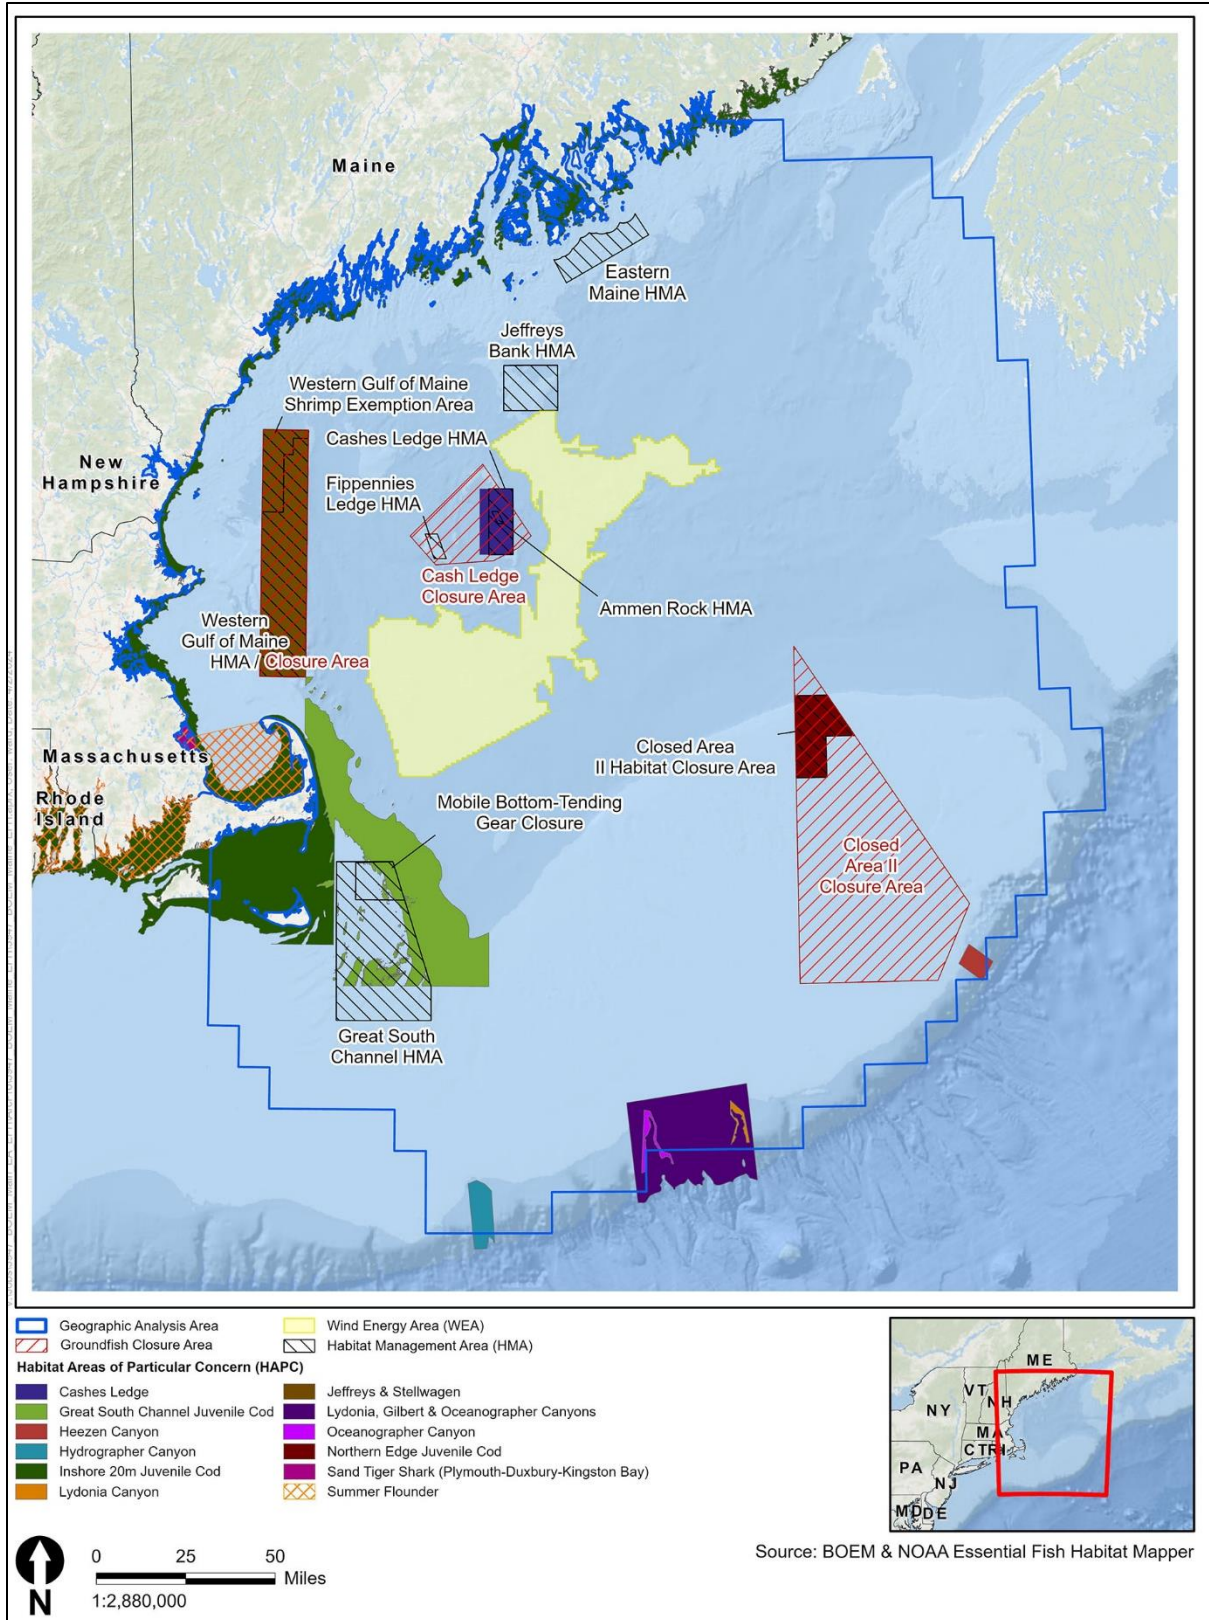 Maine
Eastern
Maine HMA
Jeffreys
Bank HMA
Western Gulf of Maine
Shrimp Exemption Area
Cashes Ledge HMA
New
Hampshire
Fippennies
Ledge HMA
Cash Ledge
Closure Area
Ammen Rock HMA
Western
Gulf of Maine
HMA / Closure Area
Massachusetts
Closed Area
II Habitat Closure Area
Rhode
Island
Mobile Bottom-Tending
Gear Closure
Closed
Area II
Closure Area
Great South
Channel HMA
Geographic Analysis Area
Groundfish Closure Area
Wind Energy Area (WEA)
Habitat Management Area (HMA)
Habitat Areas of Particular Concern (HAPC)
Cashes Ledge
Great South Channel Juvenile Cod
Heezen Canyon
Hydrographer Canyon
Inshore 20m Juvenile Cod
Lydonia Canyon
Jeffreys & Stellwagen
Lydonia, Gilbert & Oceanographer Canyons
Oceanographer Canyon
Northern Edge Juvenile Cod
Sand Tiger Shark (Plymouth-Duxbury-Kingston Bay)
Summer Flounder
ME
VT
NH
NY
MA
CT RI
PA
NJ
MD DE
N
0 25 50
Miles
1:2,880,000
Source: BOEM & NOAA Essential Fish Habitat Mapper